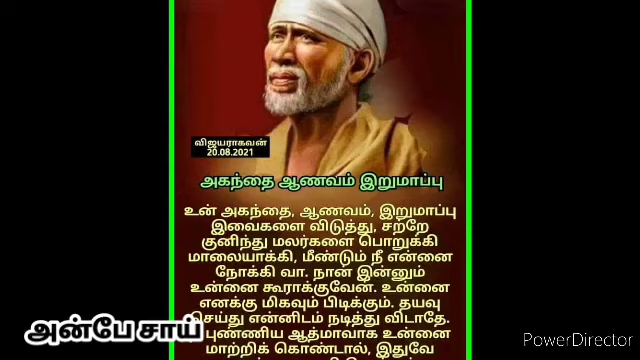 விஜயராகவன்
20.08.2021
அகந்தை ஆணவம் இறுமாப்பு
உன் அகந்தை, ஆணவம், இறுமாப்பு
இவைகளை விடுத்து, சற்றே
குனிந்து மலர்களை பொறுக்கி
மாலையாக்கி, மீண்டும் நீ என்னை
நோக்கி வா. நான் இன்னும்
உன்னை கூராக்குவேன். உன்னை
எனக்கு மிகவும் பிடிக்கும். தயவு
செய்து என்னிடம் நடித்து விடாதே.
புண்ணிய ஆத்மாவாக உன்னை
மாற்றிக் கொண்டால், இதுவே
அன்பே சாய்
PowerDirector